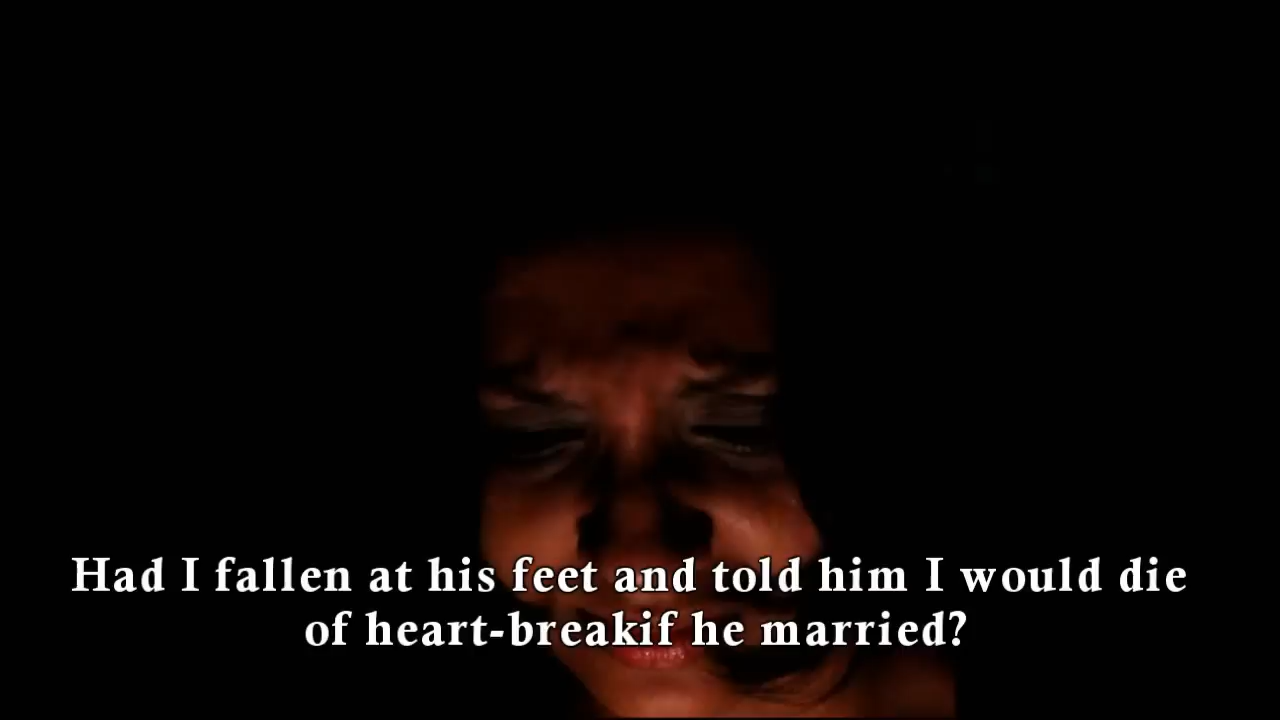 Had I fallen at his feet and told him I would die
of heart-breakif he married?